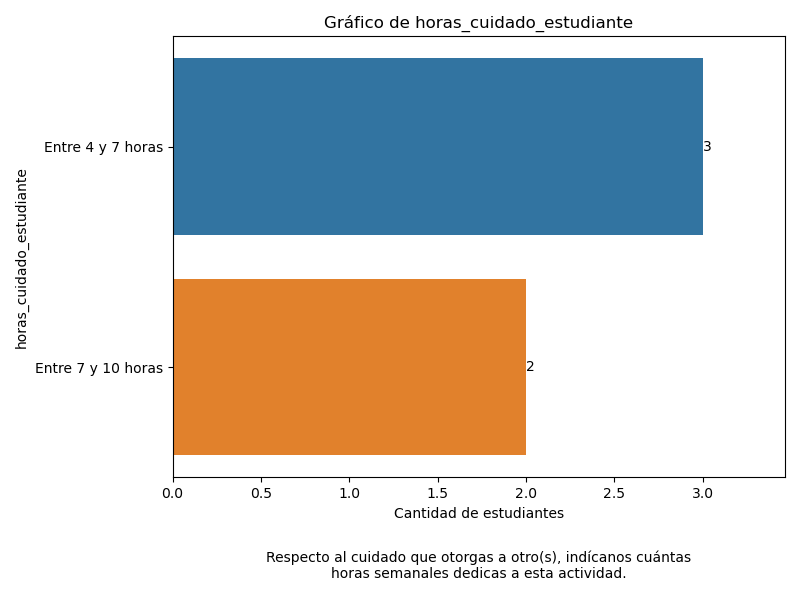 Gráfico de horas_cuidado_estudiante
horas_cuidado_estudiante
Entre 4 y 7 horas
3
Entre 7 y 10 horas
2
0.0 0.5 1.0 1.5 2.0 2.5 3.0
Cantidad de estudiantes
Respecto al cuidado que otorgas a otro(s), indícanos cuántas
horas semanales dedicas a esta actividad.